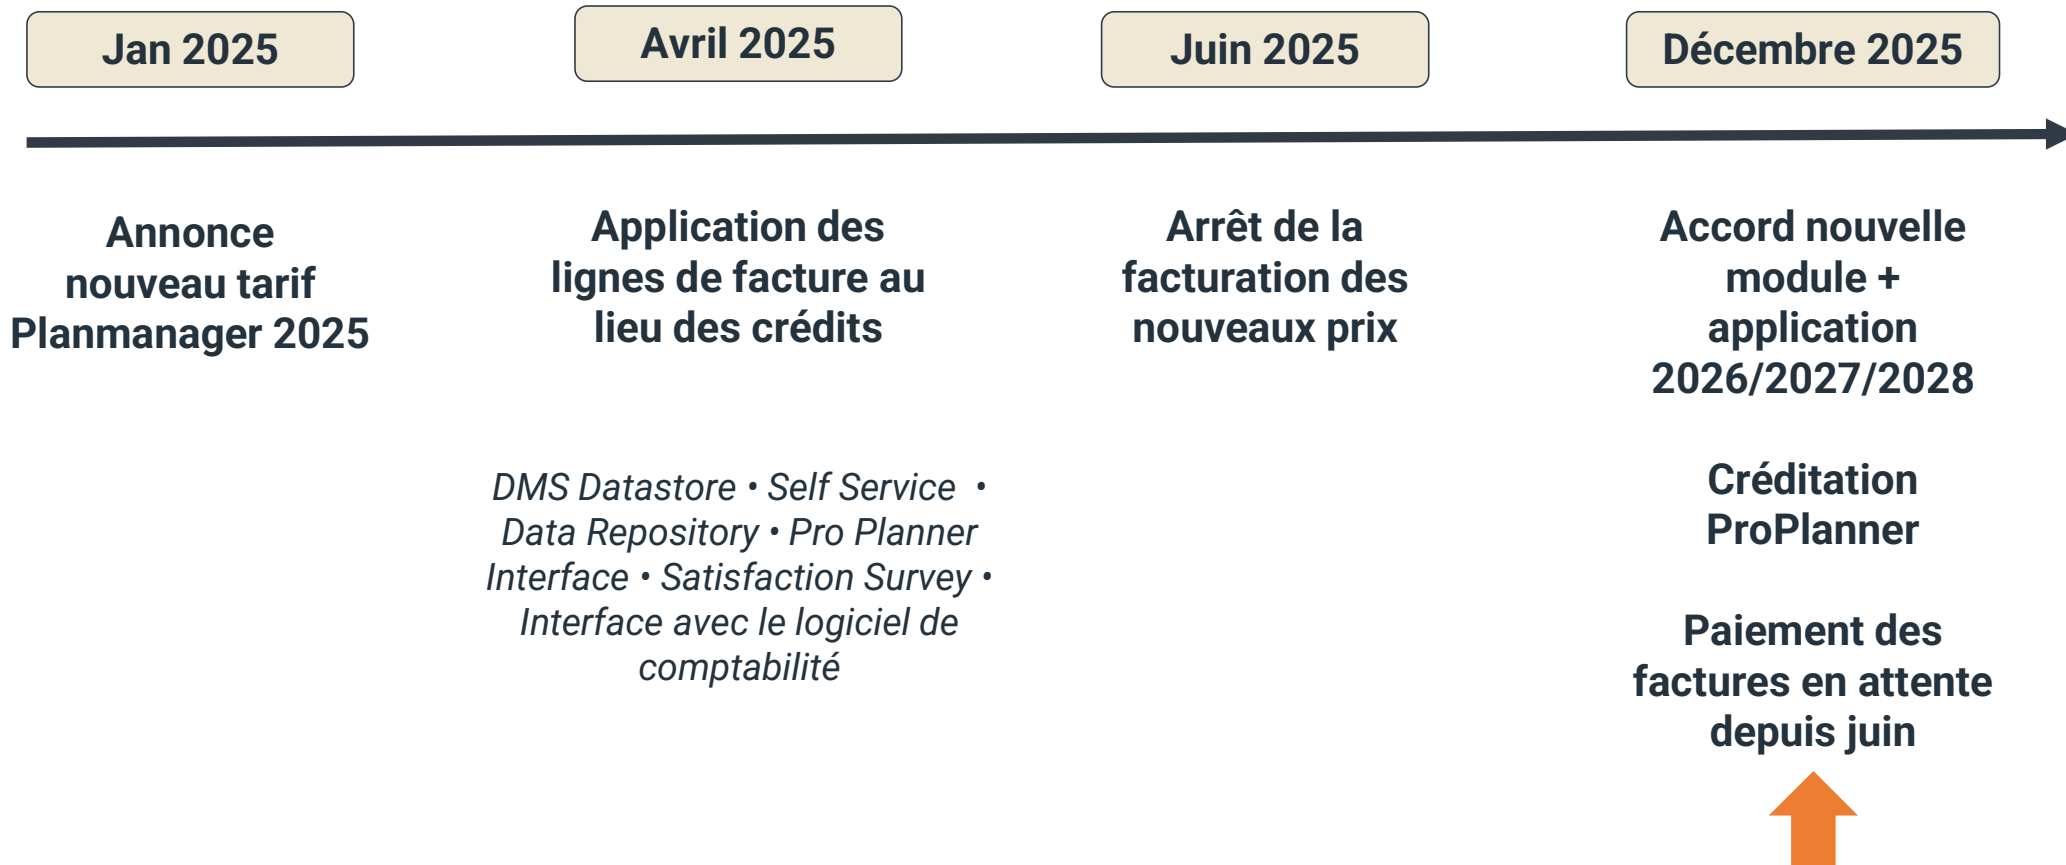 Jan 2025
Avril 2025
Juin 2025
Décembre 2025
Annonce
nouveau tarif
Planmanager 2025
Application des
lignes de facture au
lieu des crédits
DMS Datastore • Self Service •
Data Repository • Pro Planner
Interface • Satisfaction Survey •
Interface avec le logiciel de
comptabilité
Arrêt de la
facturation des
nouveaux prix
Accord nouvelle
module +
application
2026/2027/2028
Créditation
ProPlanner
Paiement des
factures en attente
depuis juin